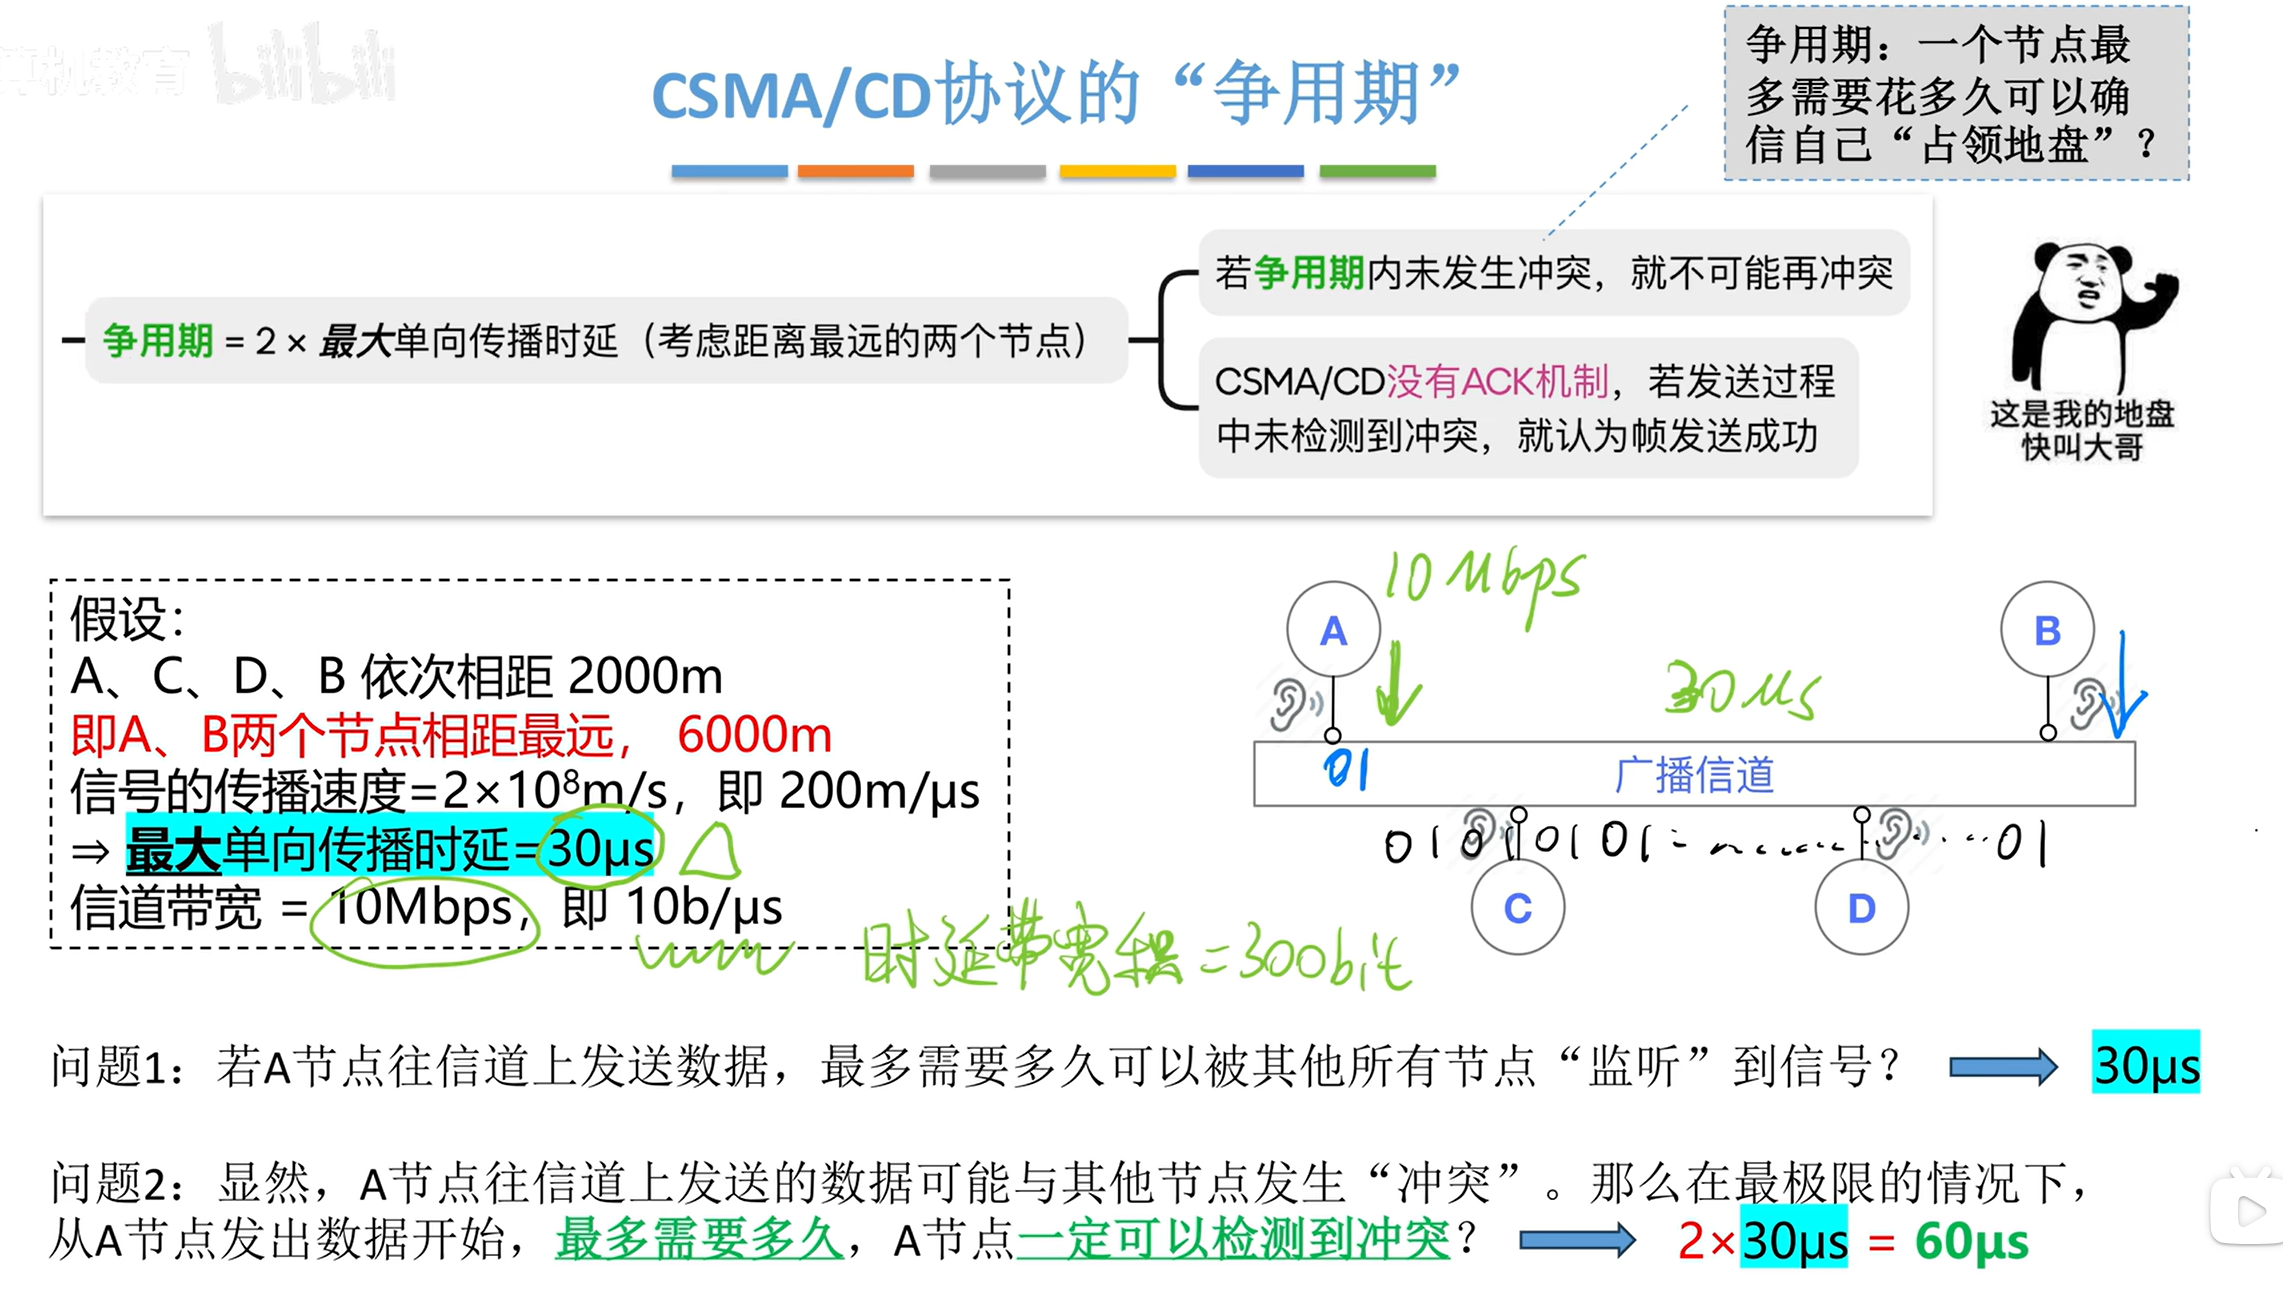 算机教育 bilibili
CSMA/CD协议的“争用期”
争用期：一个节点最
多需要花多久可以确
信自己“占领地盘”？
争用期 = 2 × 最大单向传播时延（考虑距离最远的两个节点）
若争用期内未发生冲突，就不可能再冲突
CSMA/CD没有ACK机制，若发送过程
中未检测到冲突，就认为帧发送成功
这是我的地盘
快叫大哥
假设：
A、C、D、B 依次相距 2000m
即A、B两个节点相距最远， 6000m
信号的传播速度=2×10⁸m/s，即 200m/μs
⇒ 最大单向传播时延=30μs
信道带宽 = 10Mbps，即 10b/μs
时延带宽积=300bit
A
10Mbps
B
30μs
01
广播信道
01010101------01
C
D
问题1：若A节点往信道上发送数据，最多需要多久可以被其他所有节点“监听”到信号？
30μs
问题2：显然，A节点往信道上发送的数据可能与其他节点发生“冲突”。那么在最极限的情况下，
从A节点发出数据开始，最多需要多久，A节点一定可以检测到冲突？
2×30μs = 60μs